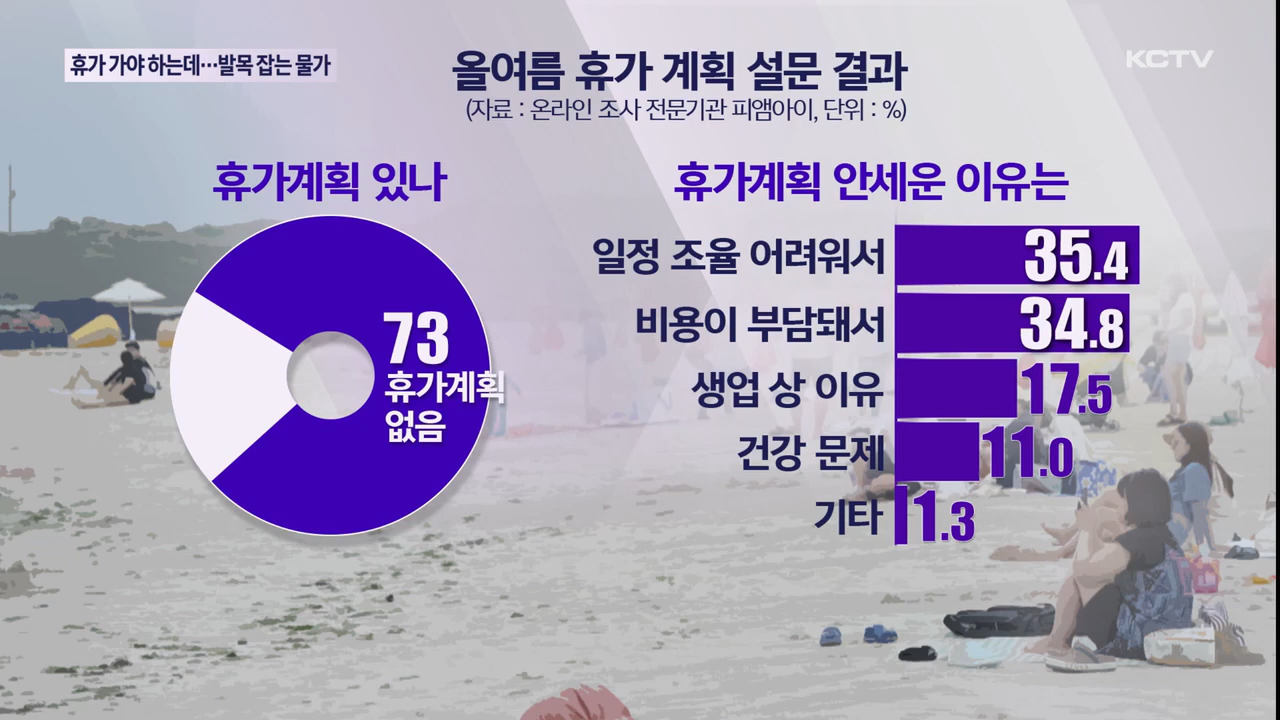 휴가 가야 하는데…발목 잡는 물가
올여름 휴가 계획 설문 결과
KCTV
(자료 : 온라인 조사 전문기관 피앰아이, 단위 : %)
휴가계획 있나
73
휴가계획
없음
휴가계획 안세운 이유는
일정 조율 어려워서 35.4
비용이 부담돼서 34.8
생업 상 이유 17.5
건강 문제 11.0
기타 1.3